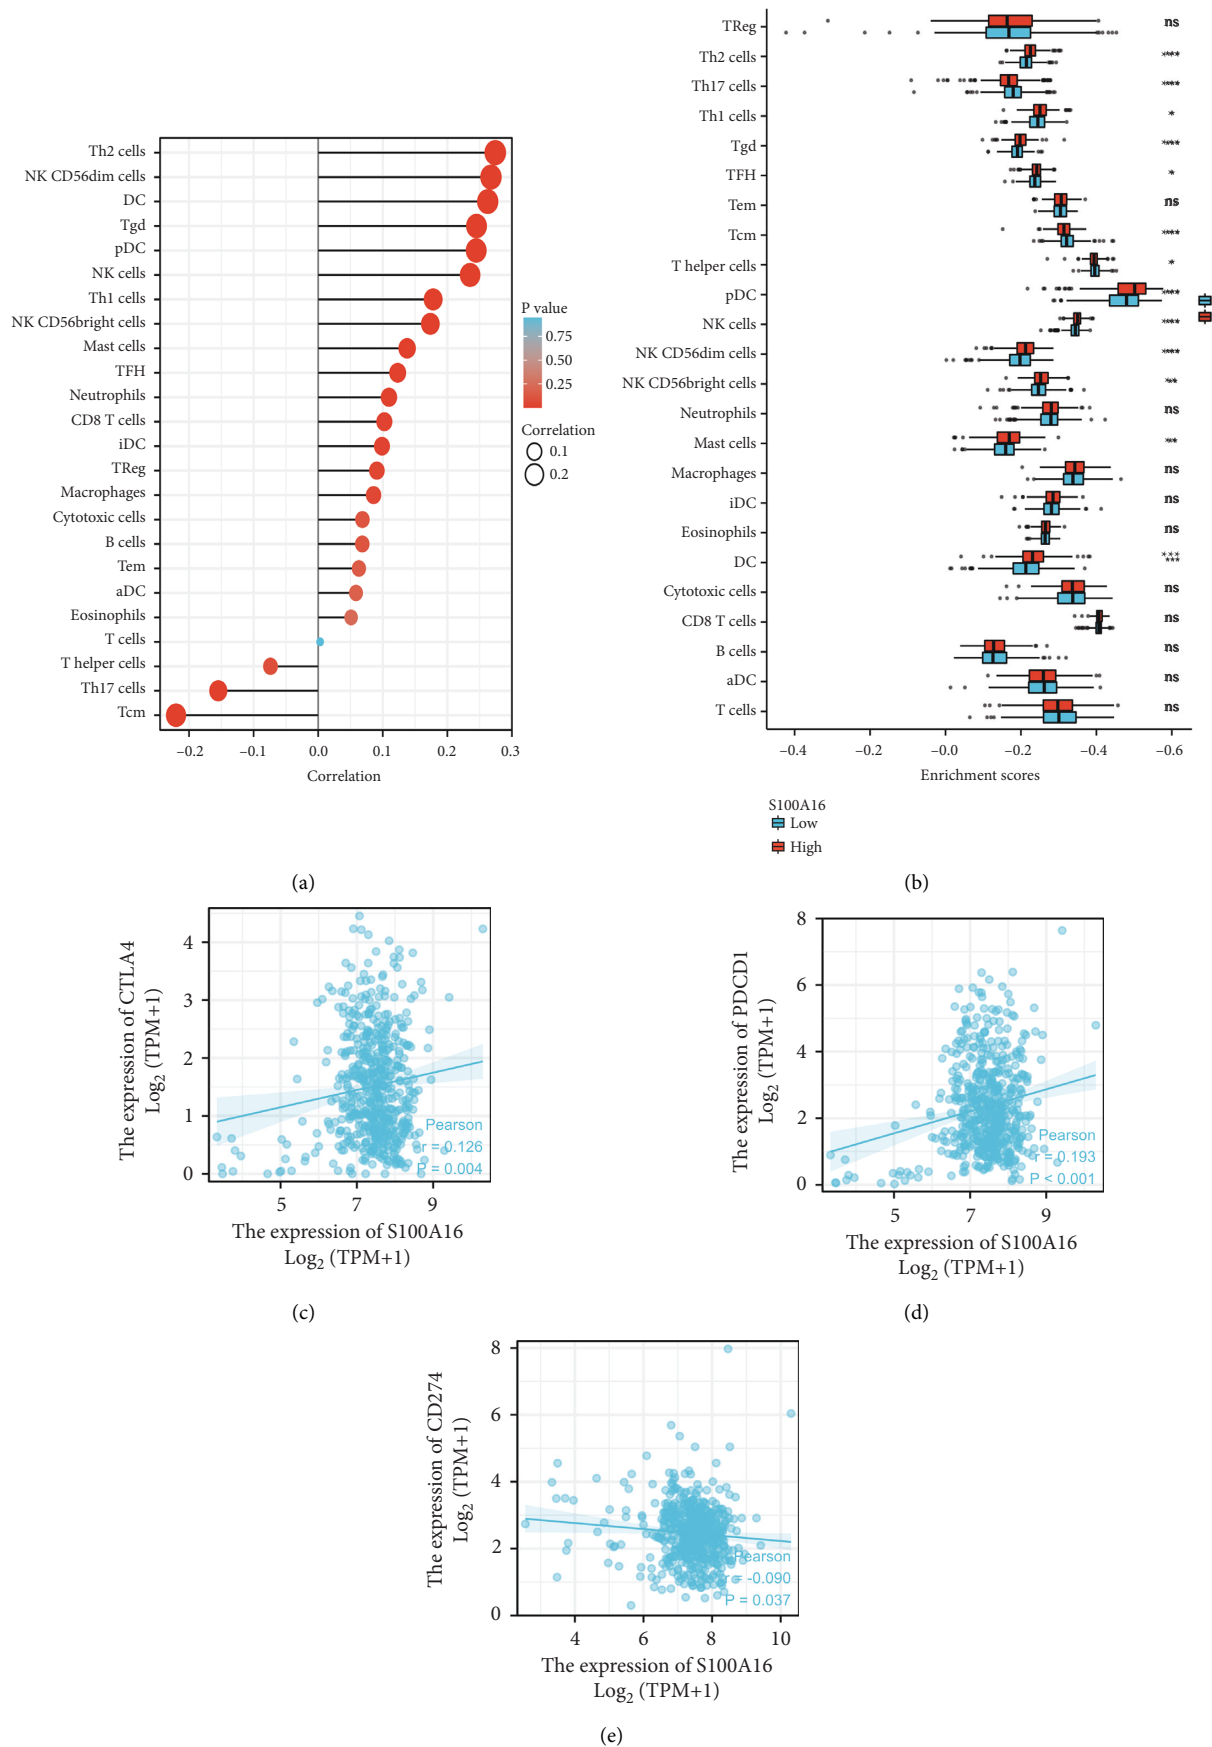 Th2 cells
NK CD56dim cells
DC
Tgd
pDC
NK cells
Th1 cells
NK CD56bright cells
Mast cells
TFH
Neutrophils
CD8 T cells
iDC
TReg
Macrophages
Cytotoxic cells
B cells
Tem
aDC
Eosinophils
T cells
T helper cells
Th17 cells
Tcm
−0.2 −0.1 0.0 0.1 0.2 0.3
Correlation
P value
0.75
0.50
0.25
Correlation
0.1
0.2
(a)
TReg ns
Th2 cells ***
Th17 cells ***
Th1 cells *
Tgd ***
TFH *
Tem ns
Tcm ***
T helper cells *
pDC ***
NK cells ***
NK CD56dim cells ***
NK CD56bright cells **
Neutrophils ns
Mast cells **
Macrophages ns
iDC ns
Eosinophils ns
DC ***
***
Cytotoxic cells ns
CD8 T cells ns
B cells ns
aDC ns
T cells ns
−0.4 −0.2 −0.0 −0.2 −0.4 −0.6
Enrichment scores
S100A16
Low
High
(b)
The expression of CTLA4
Log2 (TPM+1)
4
3
2
1
0
Pearson
r = 0.126
P = 0.004
5 7 9
The expression of S100A16
Log2 (TPM+1)
(c)
The expression of PDCD1
Log2 (TPM+1)
8
6
4
2
0
Pearson
r = 0.193
P < 0.001
5 7 9
The expression of S100A16
Log2 (TPM+1)
(d)
The expression of CD274
Log2 (TPM+1)
8
6
4
2
0
Pearson
r = -0.090
P = 0.037
4 6 8 10
The expression of S100A16
Log2 (TPM+1)
(e)